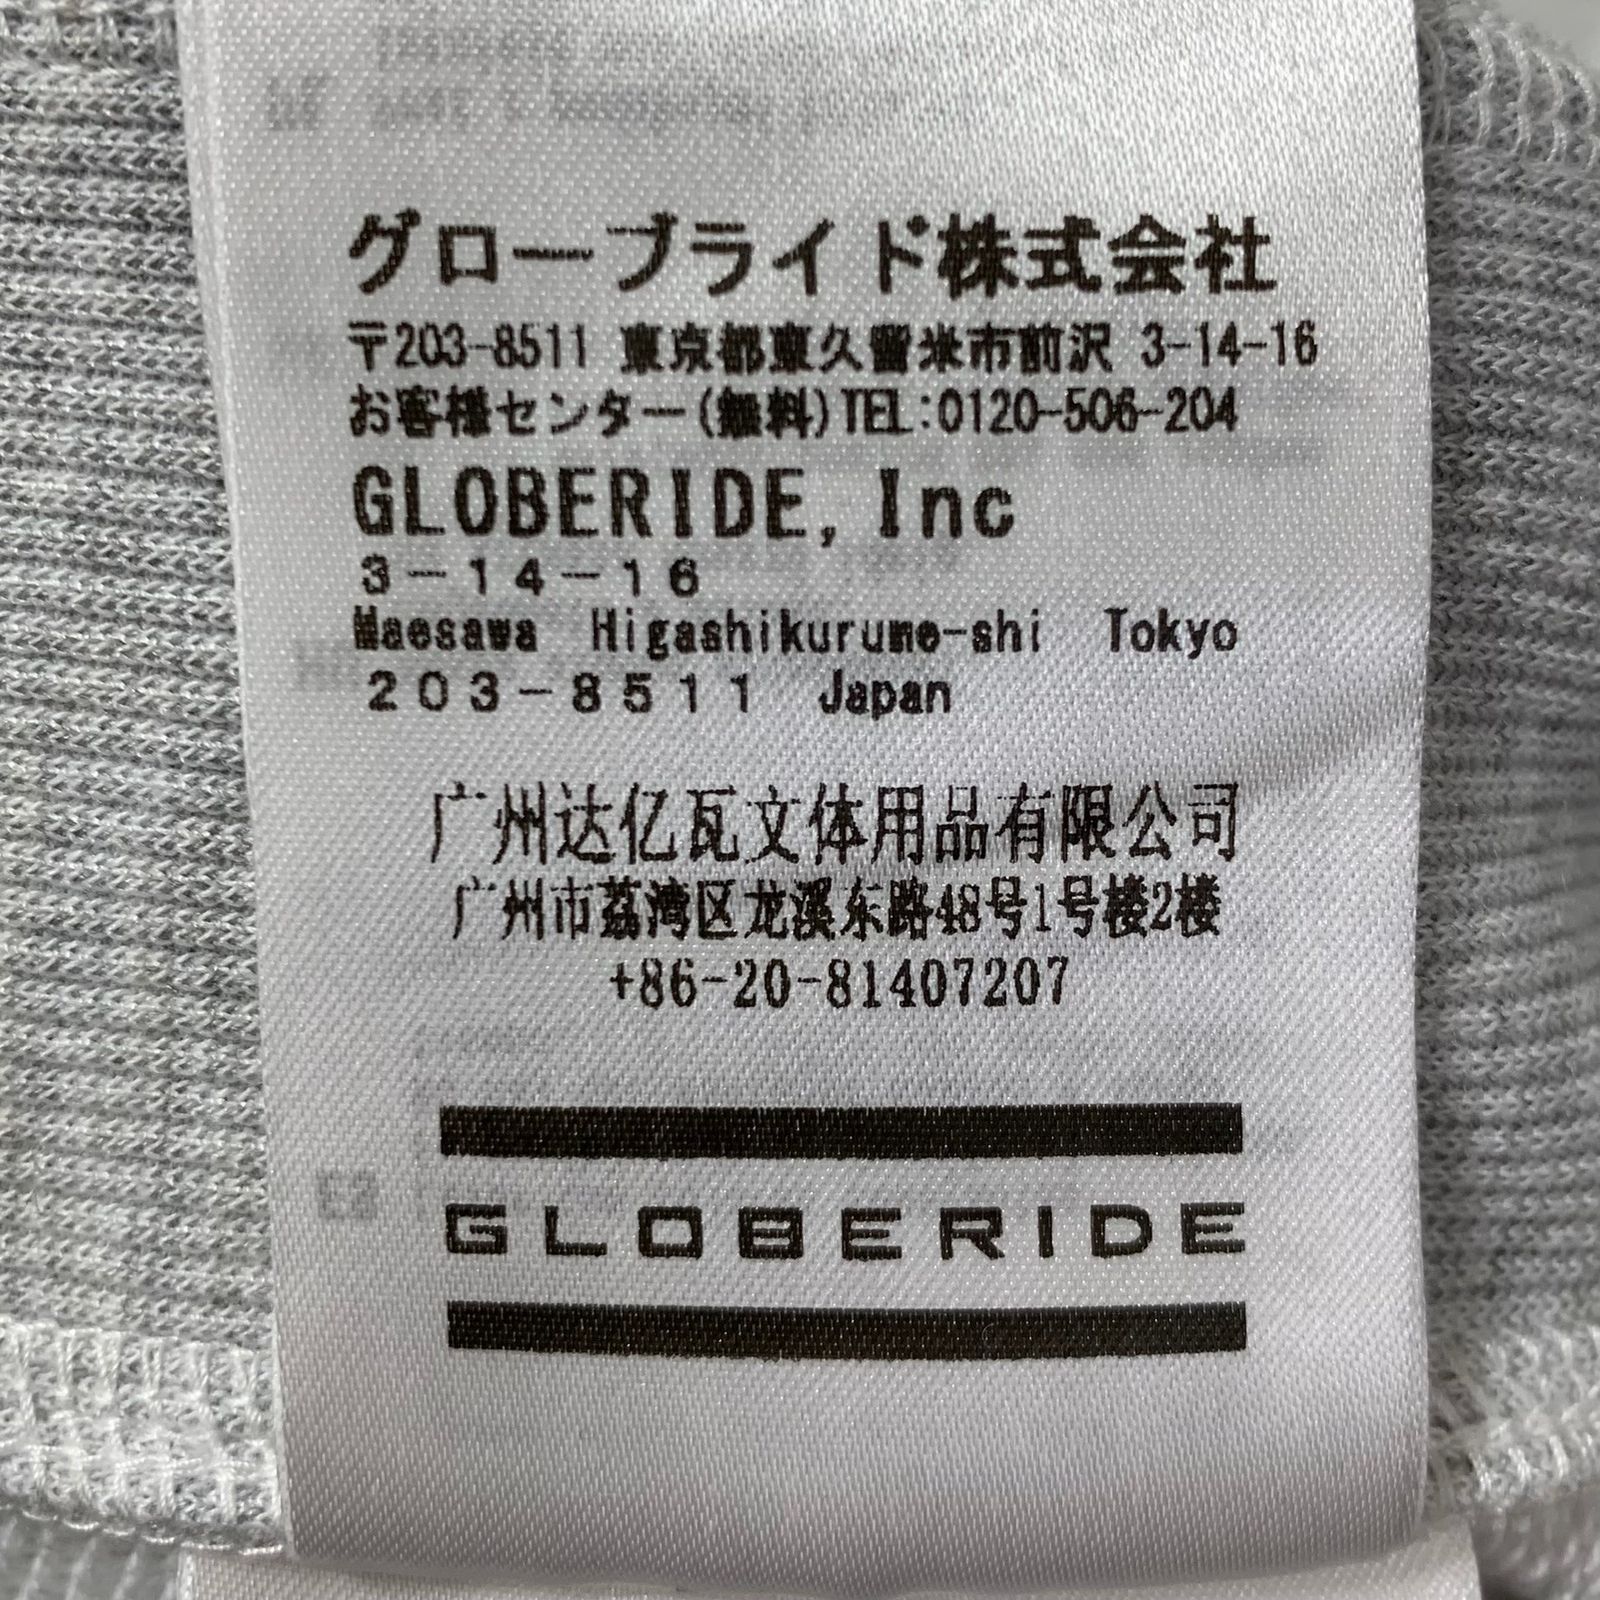 グローブライド株式会社
〒203-8511 東京都東久留米市前沢 3-14-16
お客様センター(無料)TEL:0120-506-204
GLOBERIDE, Inc
3-14-16
Maesawa Higashikurume-shi Tokyo
203-8511 Japan
广州达亿瓦文体用品有限公司
广州市荔湾区龙溪东路48号1号楼2楼
+86-20-81407207
GLOBERIDE